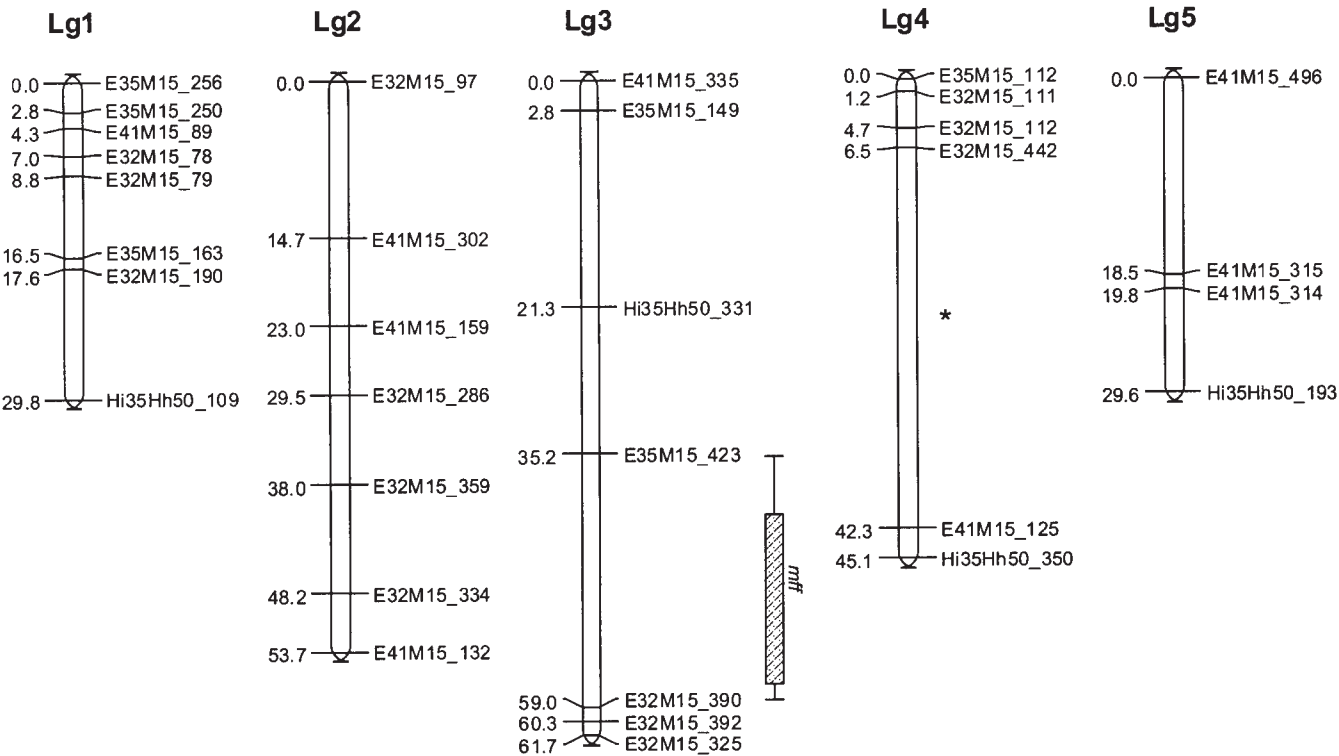 Lg1
0.0 E35M15_256
2.8 E35M15_250
4.3 E41M15_89
7.0 E32M15_78
8.8 E32M15_79
16.5 E35M15_163
17.6 E32M15_190
29.8 Hi35Hh50_109
Lg2
0.0 E32M15_97
14.7 E41M15_302
23.0 E41M15_159
29.5 E32M15_286
38.0 E32M15_359
48.2 E32M15_334
53.7 E41M15_132
Lg3
0.0 E41M15_335
2.8 E35M15_149
21.3 Hi35Hh50_331
35.2 E35M15_423
59.0 E32M15_390
60.3 E32M15_392
61.7 E32M15_325
mff
Lg4
0.0 E35M15_112
1.2 E32M15_111
4.7 E32M15_112
6.5 E32M15_442
*
42.3 E41M15_125
45.1 Hi35Hh50_350
Lg5
0.0 E41M15_496
18.5 E41M15_315
19.8 E41M15_314
29.6 Hi35Hh50_193